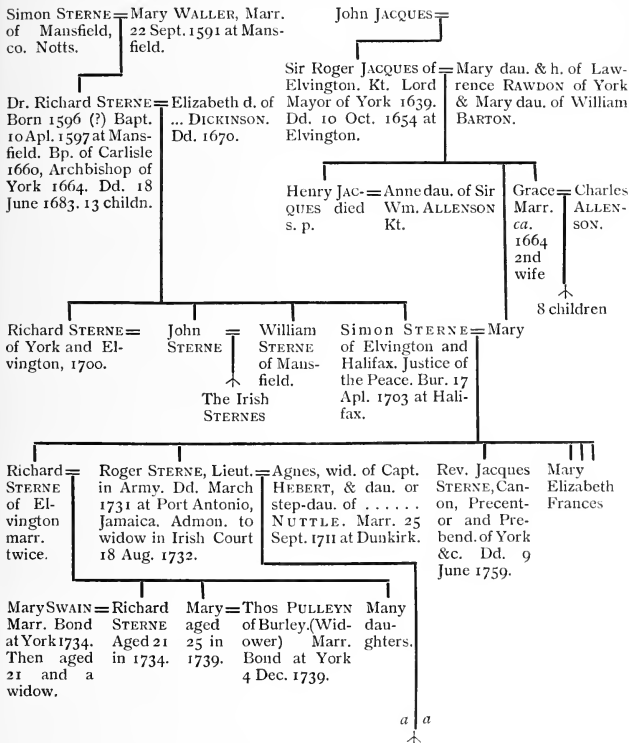 Simon STERNE = Mary WALLER, Marr.
of Mansfield, 22 Sept. 1591 at Mans-
co. Notts. field.
John JACQUES =
Sir Roger JACQUES of = Mary dau. & h. of Law-
Elvington. Kt. Lord rence RAWDON of York
Mayor of York 1639. & Mary dau. of William
Dd. 10 Oct. 1654 at BARTON.
Elvington.
Dr. Richard STERNE = Elizabeth d. of
Born 1596 (?) Bapt. ... DICKINSON.
10 Apl. 1597 at Mans- Dd. 1670.
field. Bp. of Carlisle
1660, Archbishop of
York 1664. Dd. 18
June 1683. 13 childn.
Henry JAC- = Anne dau. of Sir
QUES died Wm. ALLENSON
s. p. Kt.
Grace = Charles
Marr. ALLEN-
ca. SON.
1664
2nd
wife
8 children
Richard STERNE =
of York and El-
vington, 1700.
John =
STERNE
The Irish
STERNES
William
STERNE
of Mans-
field.
Simon STERNE = Mary
of Elvington and
Halifax. Justice of
the Peace. Bur. 17
Apl. 1703 at Hali-
fax.
Richard =
STERNE
of El-
vington
marr.
twice.
Roger STERNE, Lieut. =
in Army. Dd. March
1731 at Port Antonio,
Jamaica. Admon. to
widow in Irish Court
18 Aug. 1732.
Agnes, wid. of Capt.
HEBERT, & dau. or
step-dau. of ......
NUTTLE. Marr. 25
Sept. 1711 at Dunkirk.
Rev. Jacques
STERNE, Can-
on, Precent-
or and Pre-
bend. of York
&c. Dd. 9
June 1759.
Mary
Elizabeth
Frances
Mary SWAIN =
Marr. Bond
at York 1734.
Then aged
21 and a
widow.
Richard
STERNE
Aged 21
in 1734.
Mary =
aged
25 in
1739.
Thos PULLEYN
of Burley. (Wid-
ower) Marr.
Bond at York
4 Dec. 1739.
Many
dau-
ghters.
a a